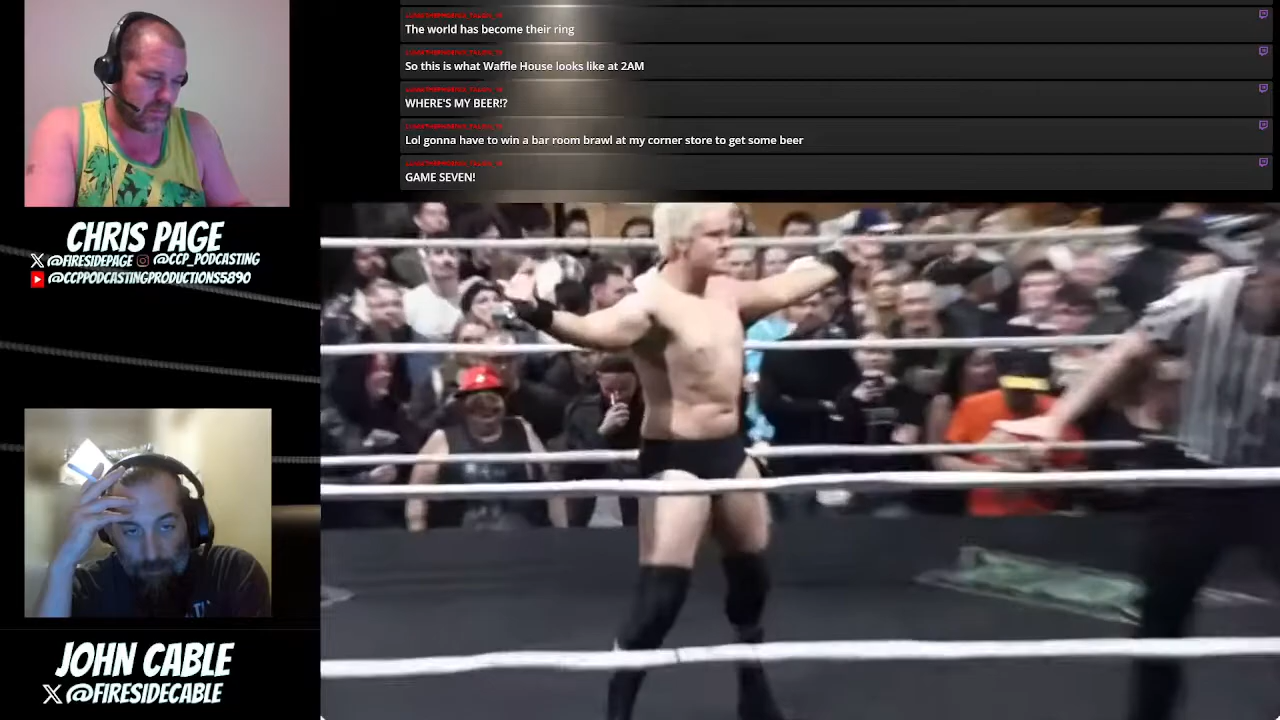 The world has become their ring
So this is what Waffle House looks like at 2AM
WHERE'S MY BEER!?
Lol gonna have to win a bar room brawl at my corner store to get some beer
GAME SEVEN!
CHRIS PAGE
@FIRESIDEPAGE @CCP_PODCASTING
@CCPPODCASTINGPRODUCTIONS5890
JOHN CABLE
X @FIRESIDECABLE